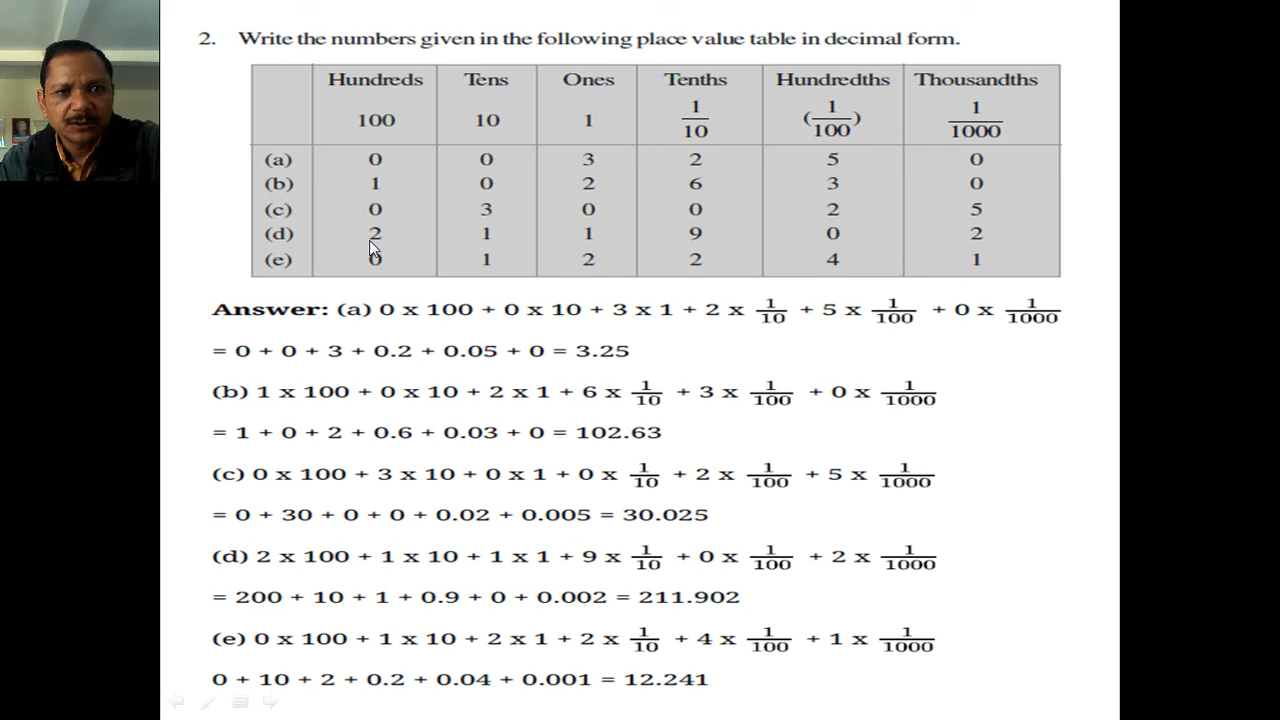 2. Write the numbers given in the following place value table in decimal form.
Hundreds Tens Ones Tenths Hundredths Thousandths
100 10 1 1/10 (1/100) 1/1000
(a) 0 0 3 2 5 0
(b) 1 0 2 6 3 0
(c) 0 3 0 0 2 5
(d) 2 1 1 9 0 2
(e) 0 1 2 2 4 1
Answer: (a) 0 x 100 + 0 x 10 + 3 x 1 + 2 x 1/10 + 5 x 1/100 + 0 x 1/1000
= 0 + 0 + 3 + 0.2 + 0.05 + 0 = 3.25
(b) 1 x 100 + 0 x 10 + 2 x 1 + 6 x 1/10 + 3 x 1/100 + 0 x 1/1000
= 1 + 0 + 2 + 0.6 + 0.03 + 0 = 102.63
(c) 0 x 100 + 3 x 10 + 0 x 1 + 0 x 1/10 + 2 x 1/100 + 5 x 1/1000
= 0 + 30 + 0 + 0 + 0.02 + 0.005 = 30.025
(d) 2 x 100 + 1 x 10 + 1 x 1 + 9 x 1/10 + 0 x 1/100 + 2 x 1/1000
= 200 + 10 + 1 + 0.9 + 0 + 0.002 = 211.902
(e) 0 x 100 + 1 x 10 + 2 x 1 + 2 x 1/10 + 4 x 1/100 + 1 x 1/1000
0 + 10 + 2 + 0.2 + 0.04 + 0.001 = 12.241